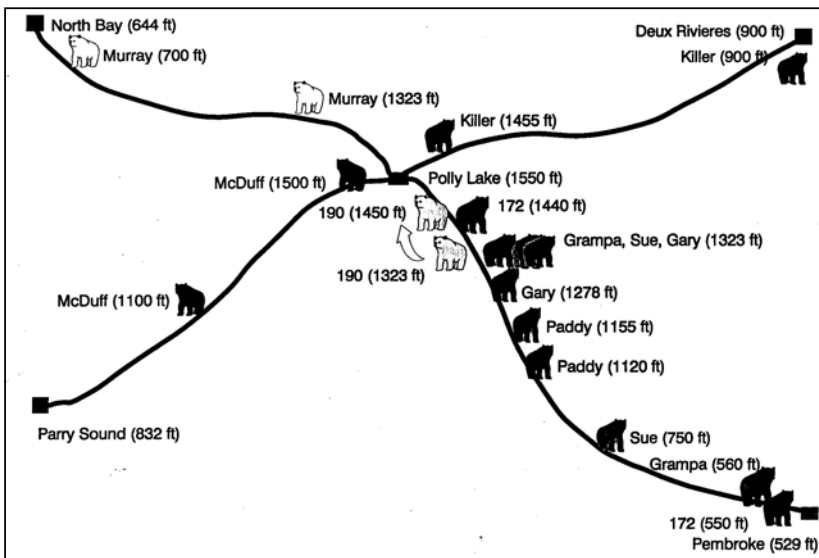 North Bay (644 ft)
Murray (700 ft)
Deux Rivieres (900 ft)
Killer (900 ft)
Murray (1323 ft)
Killer (1455 ft)
McDuff (1500 ft)
Polly Lake (1550 ft)
190 (1450 ft)
172 (1440 ft)
Grampa, Sue, Gary (1323 ft)
190 (1323 ft)
Gary (1278 ft)
McDuff (1100 ft)
Paddy (1155 ft)
Paddy (1120 ft)
Parry Sound (832 ft)
Sue (750 ft)
Grampa (560 ft)
172 (550 ft)
Pembroke (529 ft)